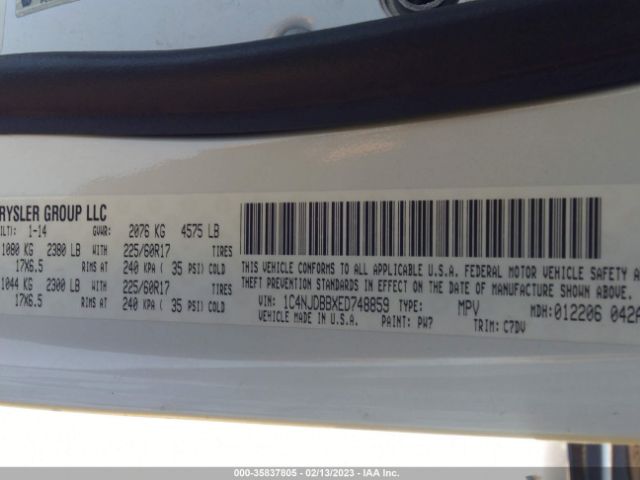 RYSLER GROUP LLC
ILT): 1-14 GVWR: 2076 KG 4575 LB
1080 KG 2380 LB WITH 225/60R17 TIRES
17X6.5 RIMS AT 240 KPA ( 35 PSI) COLD
1044 KG 2300 LB WITH 225/60R17 TIRES
17X6.5 RIMS AT 240 KPA ( 35 PSI) COLD
THIS VEHICLE CONFORMS TO ALL APPLICABLE U.S.A. FEDERAL MOTOR VEHICLE SAFETY A
THEFT PREVENTION STANDARDS IN EFFECT ON THE DATE OF MANUFACTURE SHOWN ABOVE.
VIN: 1C4NJDBBXED748859 TYPE: MPV MDH: 012206 042A
VEHICLE MADE IN U.S.A. PAINT: PW7 TRIM: C7DV
000-35837805 - 02/13/2023 - IAA Inc.